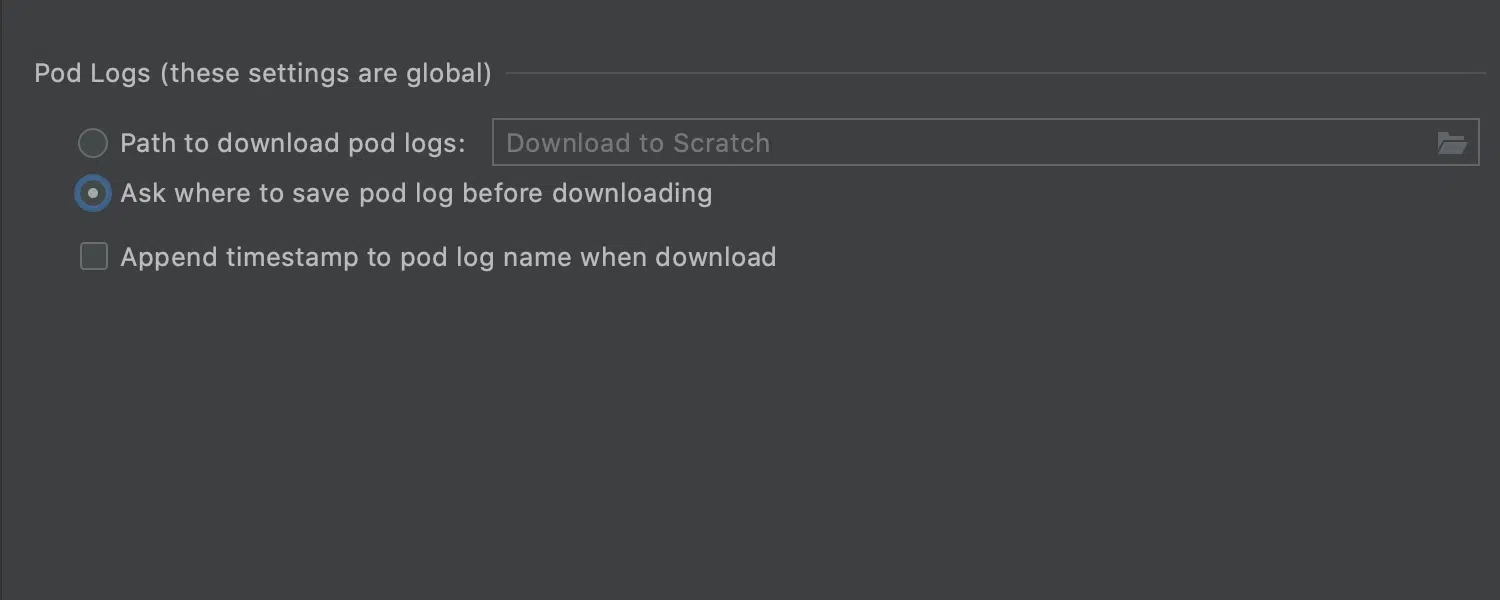 Pod Logs (these settings are global)
Path to download pod logs: Download to Scratch
Ask where to save pod log before downloading
Append timestamp to pod log name when download